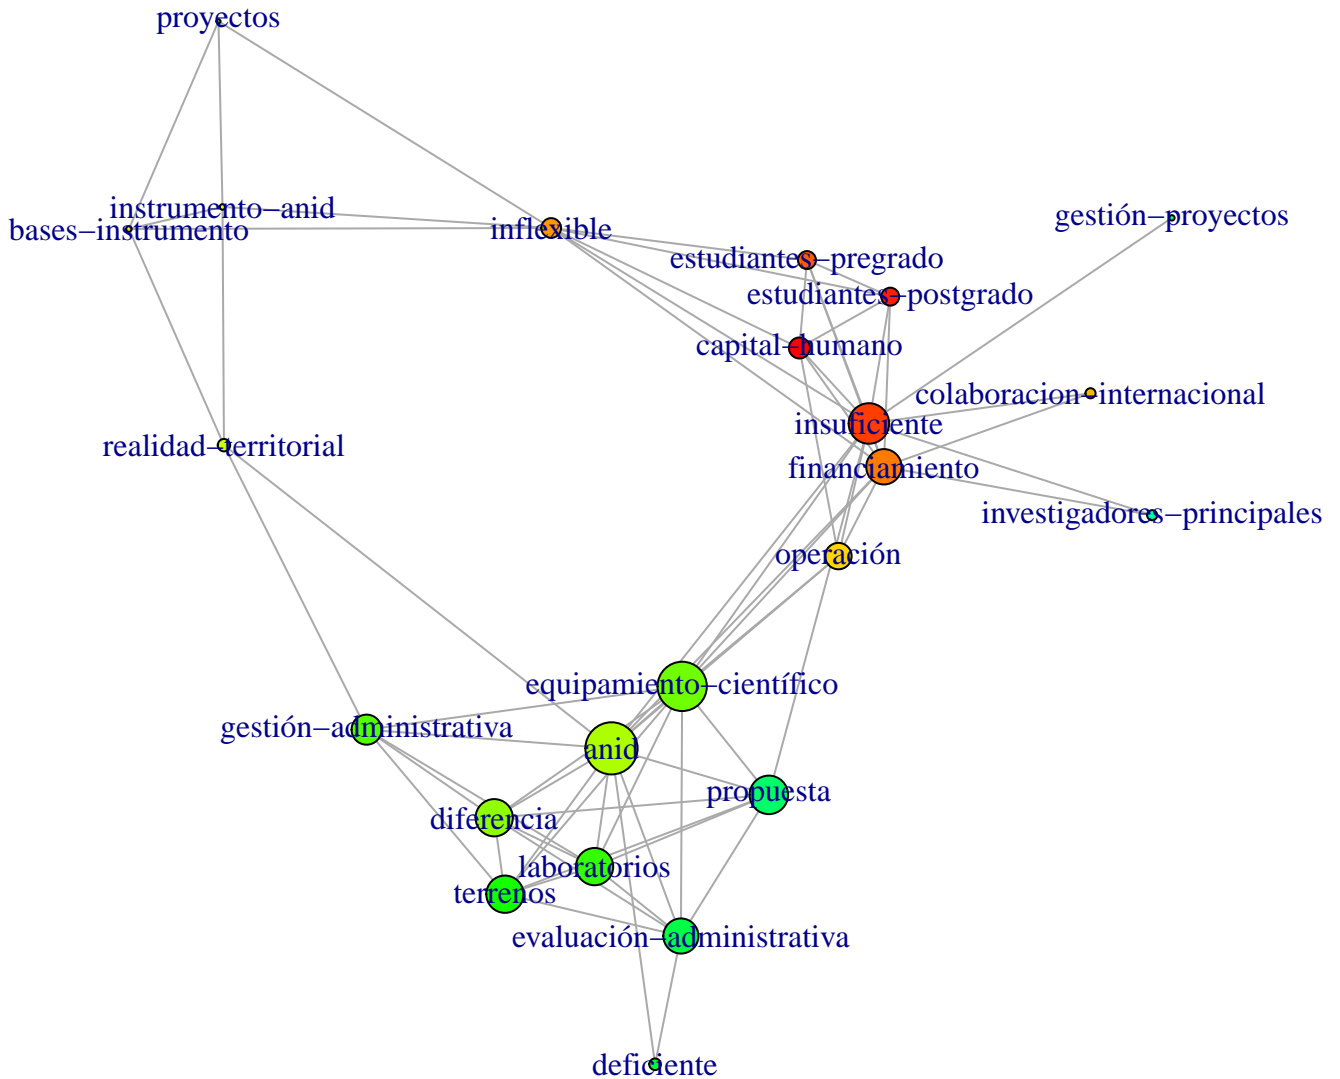 proyectos
instrumento−anid
bases−instrumento
inflexible
gestión−proyectos
estudiantes−pregrado
estudiantes−postgrado
capital−humano
colaboracion−internacional
insuficiente
realidad−territorial
financiamiento
investigadores−principales
operación
equipamiento−científico
gestión−administrativa
anid
propuesta
diferencia
laboratorios
terrenos
evaluación−administrativa
deficiente